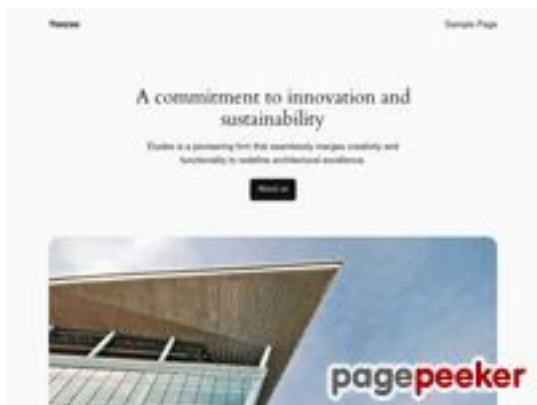 Sample Page
A commitment to innovation and
sustainability
Études is a pioneering firm that seamlessly merges creativity and
functionality to redefine architectural excellence.
About us
pagepeeker